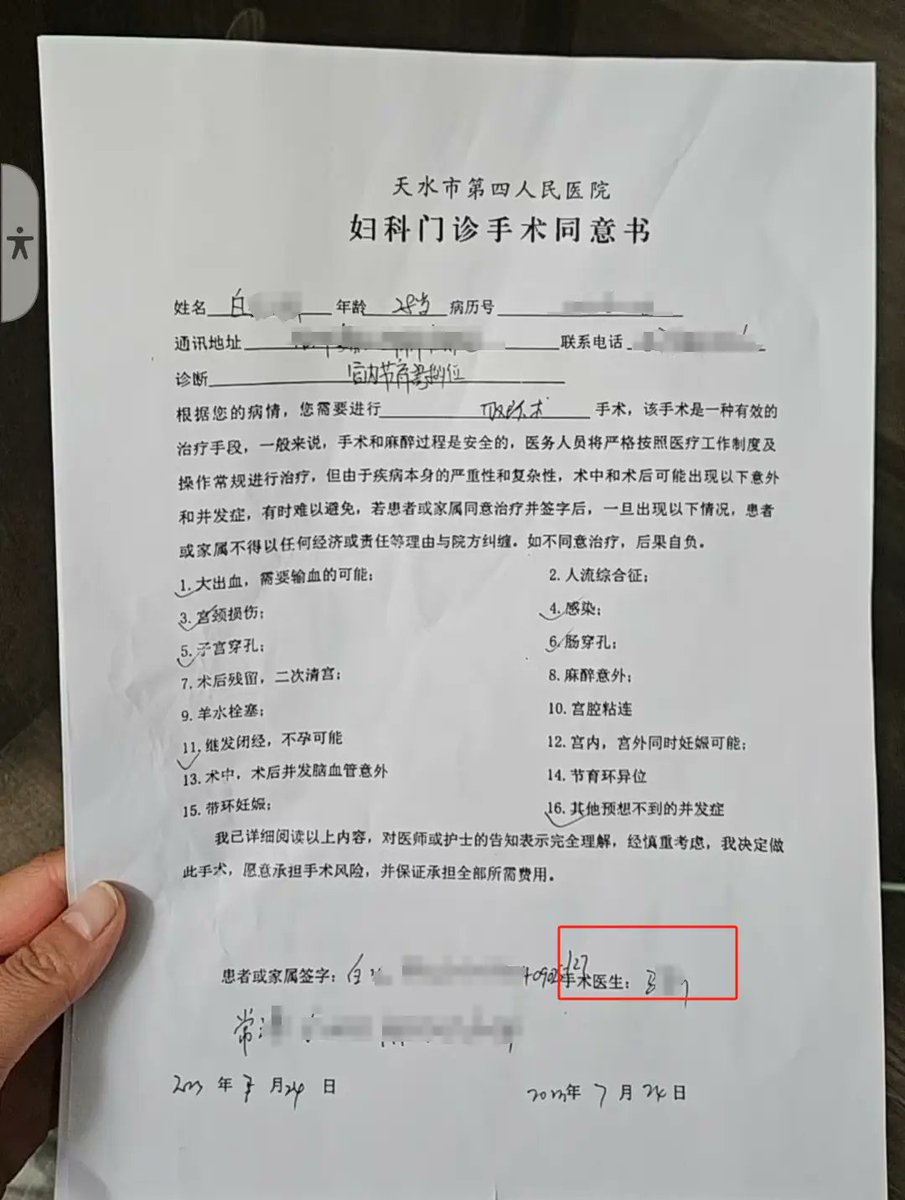 天水市第四人民医院
妇科门诊手术同意书
姓名 白 年龄 28岁 病历号
通讯地址 联系电话
诊断 宫内节育器
根据您的病情，您需要进行 取环术 手术，该手术是一种有效的
治疗手段，一般来说，手术和麻醉过程是安全的，医务人员将严格按照医疗工作制度及
操作常规进行治疗，但由于疾病本身的严重性和复杂性，术中和术后可能出现以下意外
和并发症，有时难以避免，若患者或家属同意治疗并签字后，一旦出现以下情况，患者
或家属不得以任何经济或责任等理由与院方纠缠。如不同意治疗，后果自负。
1.大出血，需要输血的可能； 2.人流综合征；
3.宫颈损伤； 4.感染；
5.子宫穿孔； 6.肠穿孔；
7.术后残留，二次清宫； 8.麻醉意外；
9.羊水栓塞； 10.宫腔粘连
11.继发闭经，不孕可能 12.宫内，宫外同时妊娠可能；
13.术中，术后并发脑血管意外 14.节育环异位
15.带环妊娠； 16.其他预想不到的并发症
我已详细阅读以上内容，对医师或护士的告知表示完全理解，经慎重考虑，我决定做
此手术，愿意承担手术风险，并保证承担全部所需费用。
患者或家属签字：白 手术医生：
常
年 月24日 年7月24日